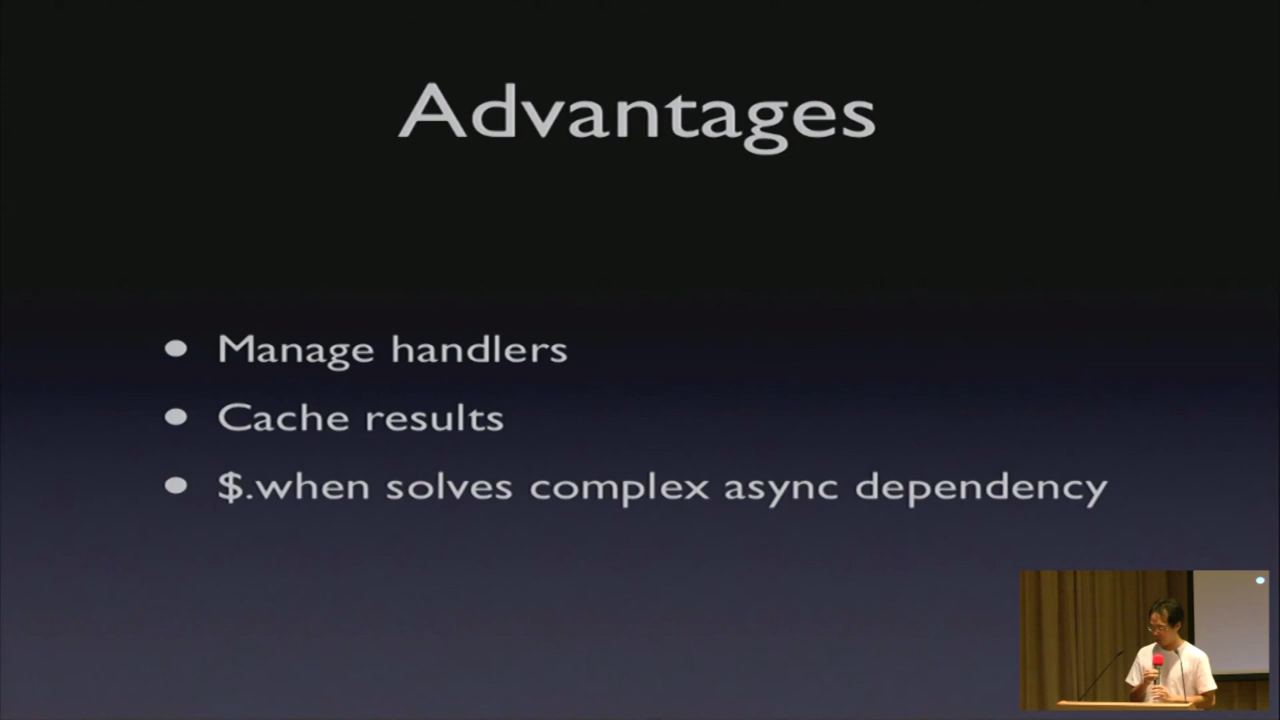 Advantages
• Manage handlers
• Cache results
• $.when solves complex async dependency